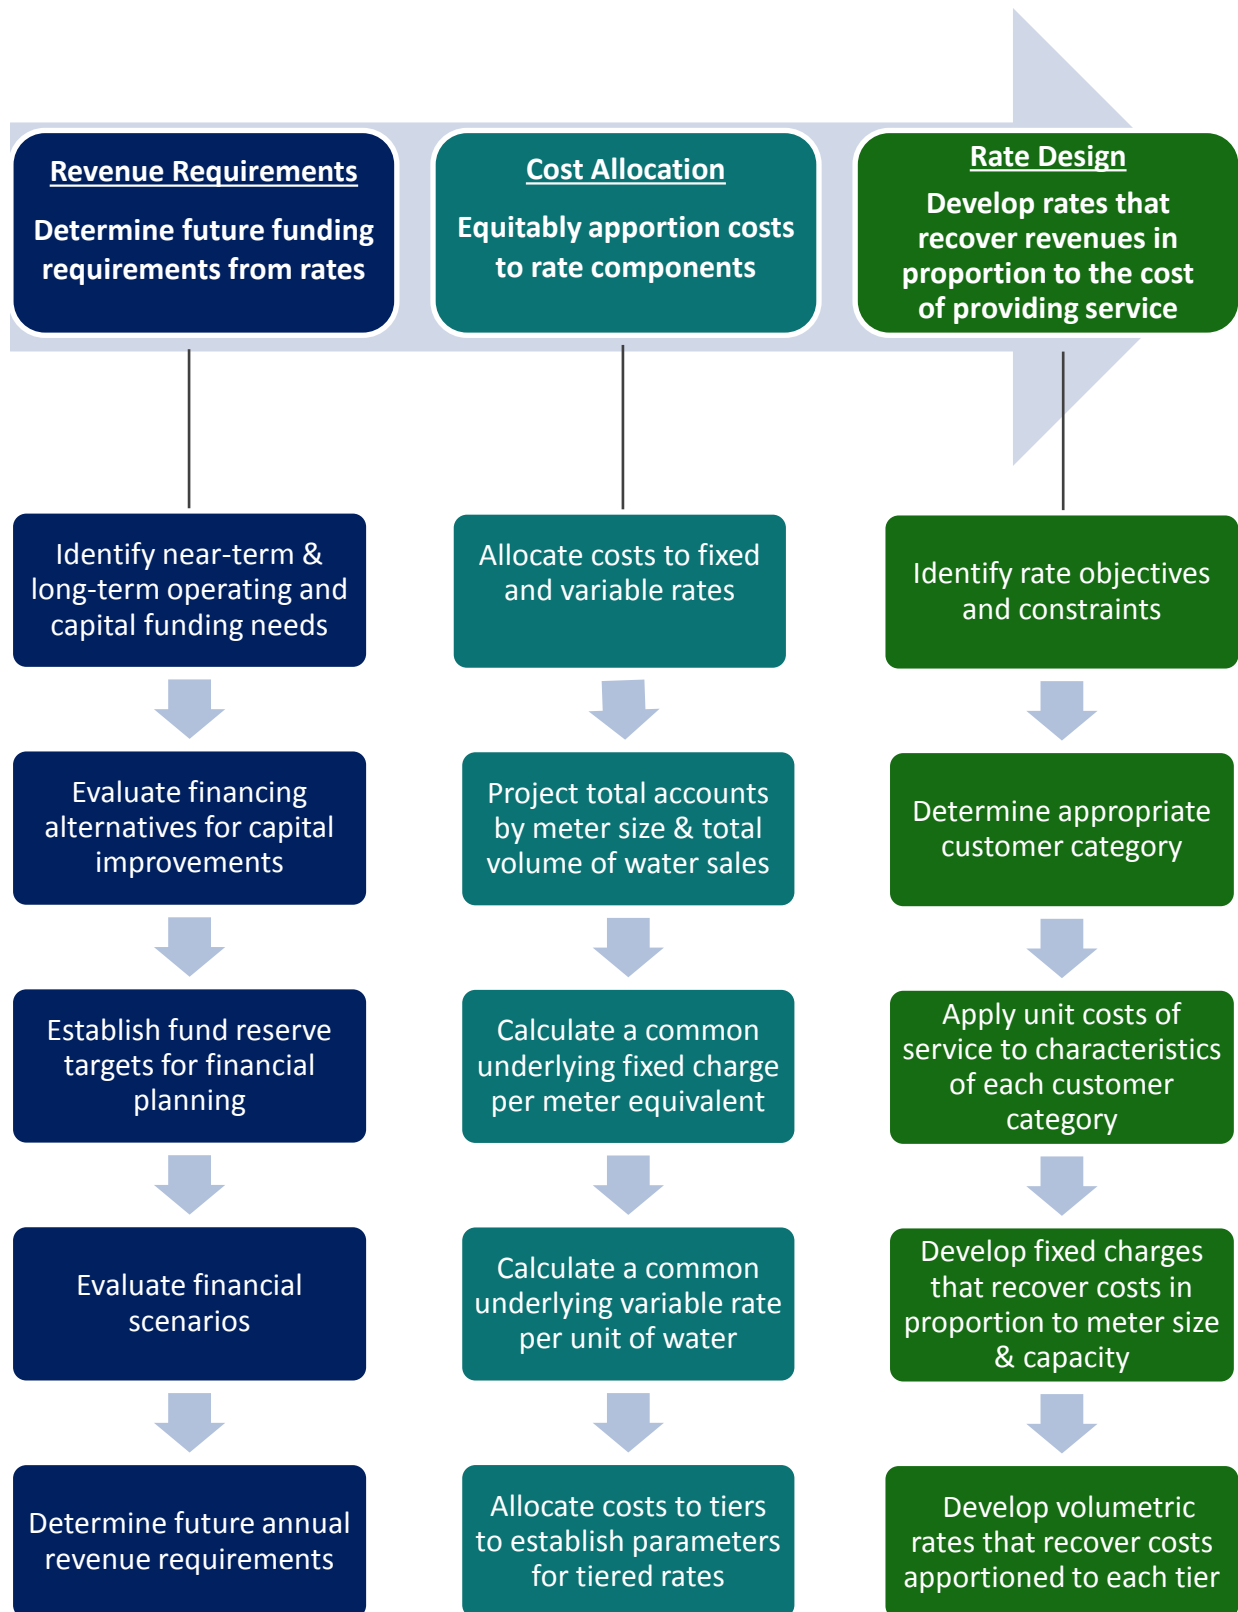 Revenue Requirements
Determine future funding
requirements from rates
Cost Allocation
Equitably apportion costs
to rate components
Rate Design
Develop rates that
recover revenues in
proportion to the cost
of providing service
Identify near-term &
long-term operating and
capital funding needs
Evaluate financing
alternatives for capital
improvements
Establish fund reserve
targets for financial
planning
Evaluate financial
scenarios
Determine future annual
revenue requirements
Allocate costs to fixed
and variable rates
Project total accounts
by meter size & total
volume of water sales
Calculate a common
underlying fixed charge
per meter equivalent
Calculate a common
underlying variable rate
per unit of water
Allocate costs to tiers
to establish parameters
for tiered rates
Identify rate objectives
and constraints
Determine appropriate
customer category
Apply unit costs of
service to characteristics
of each customer
category
Develop fixed charges
that recover costs in
proportion to meter size
& capacity
Develop volumetric
rates that recover costs
apportioned to each tier